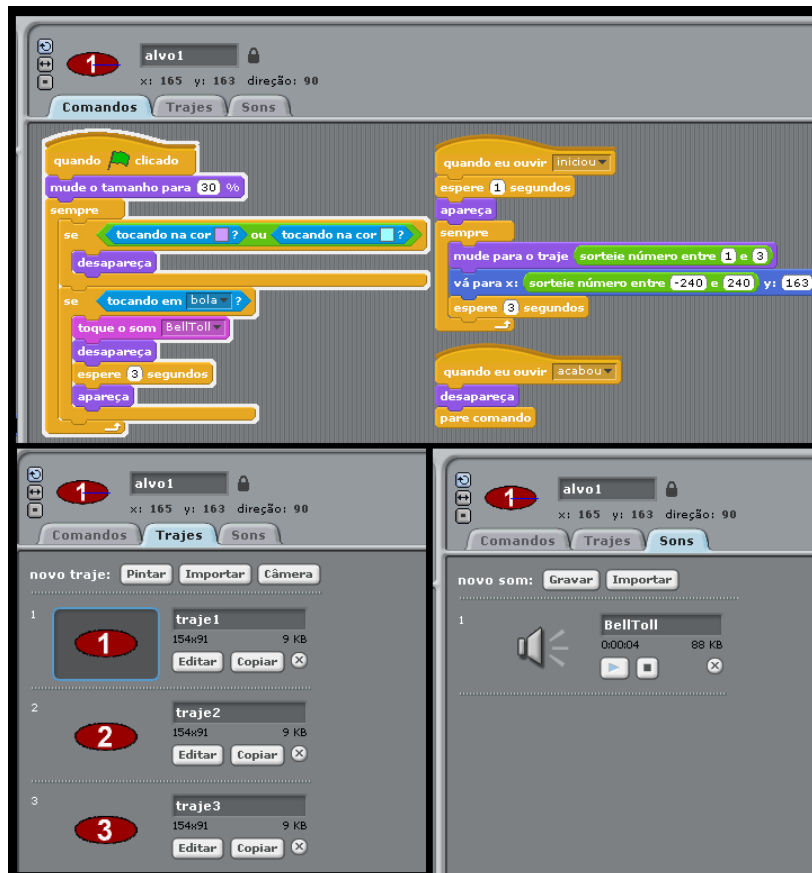 1
alvo1
x: 165 y: 163 direção: 90
Comandos Trajes Sons
quando clicado
mude o tamanho para 30 %
sempre
se tocando na cor ? ou tocando na cor ?
desapareça
se tocando em bola ?
toque o som BellToll
desapareça
espere 3 segundos
apareça
quando eu ouvir iniciou
espere 1 segundos
apareça
sempre
mude para o traje sorteie número entre 1 e 3
vá para x: sorteie número entre -240 e 240 y: 163
espere 3 segundos
quando eu ouvir acabou
desapareça
pare comando
1
alvo1
x: 165 y: 163 direção: 90
Comandos Trajes Sons
novo traje: Pintar Importar Câmera
1
1
traje1
154x91 9 KB
Editar Copiar
2
2
traje2
154x91 9 KB
Editar Copiar
3
3
traje3
154x91 9 KB
Editar Copiar
1
alvo1
x: 165 y: 163 direção: 90
Comandos Trajes Sons
novo som: Gravar Importar
1
BellToll
0:00:04 88 KB